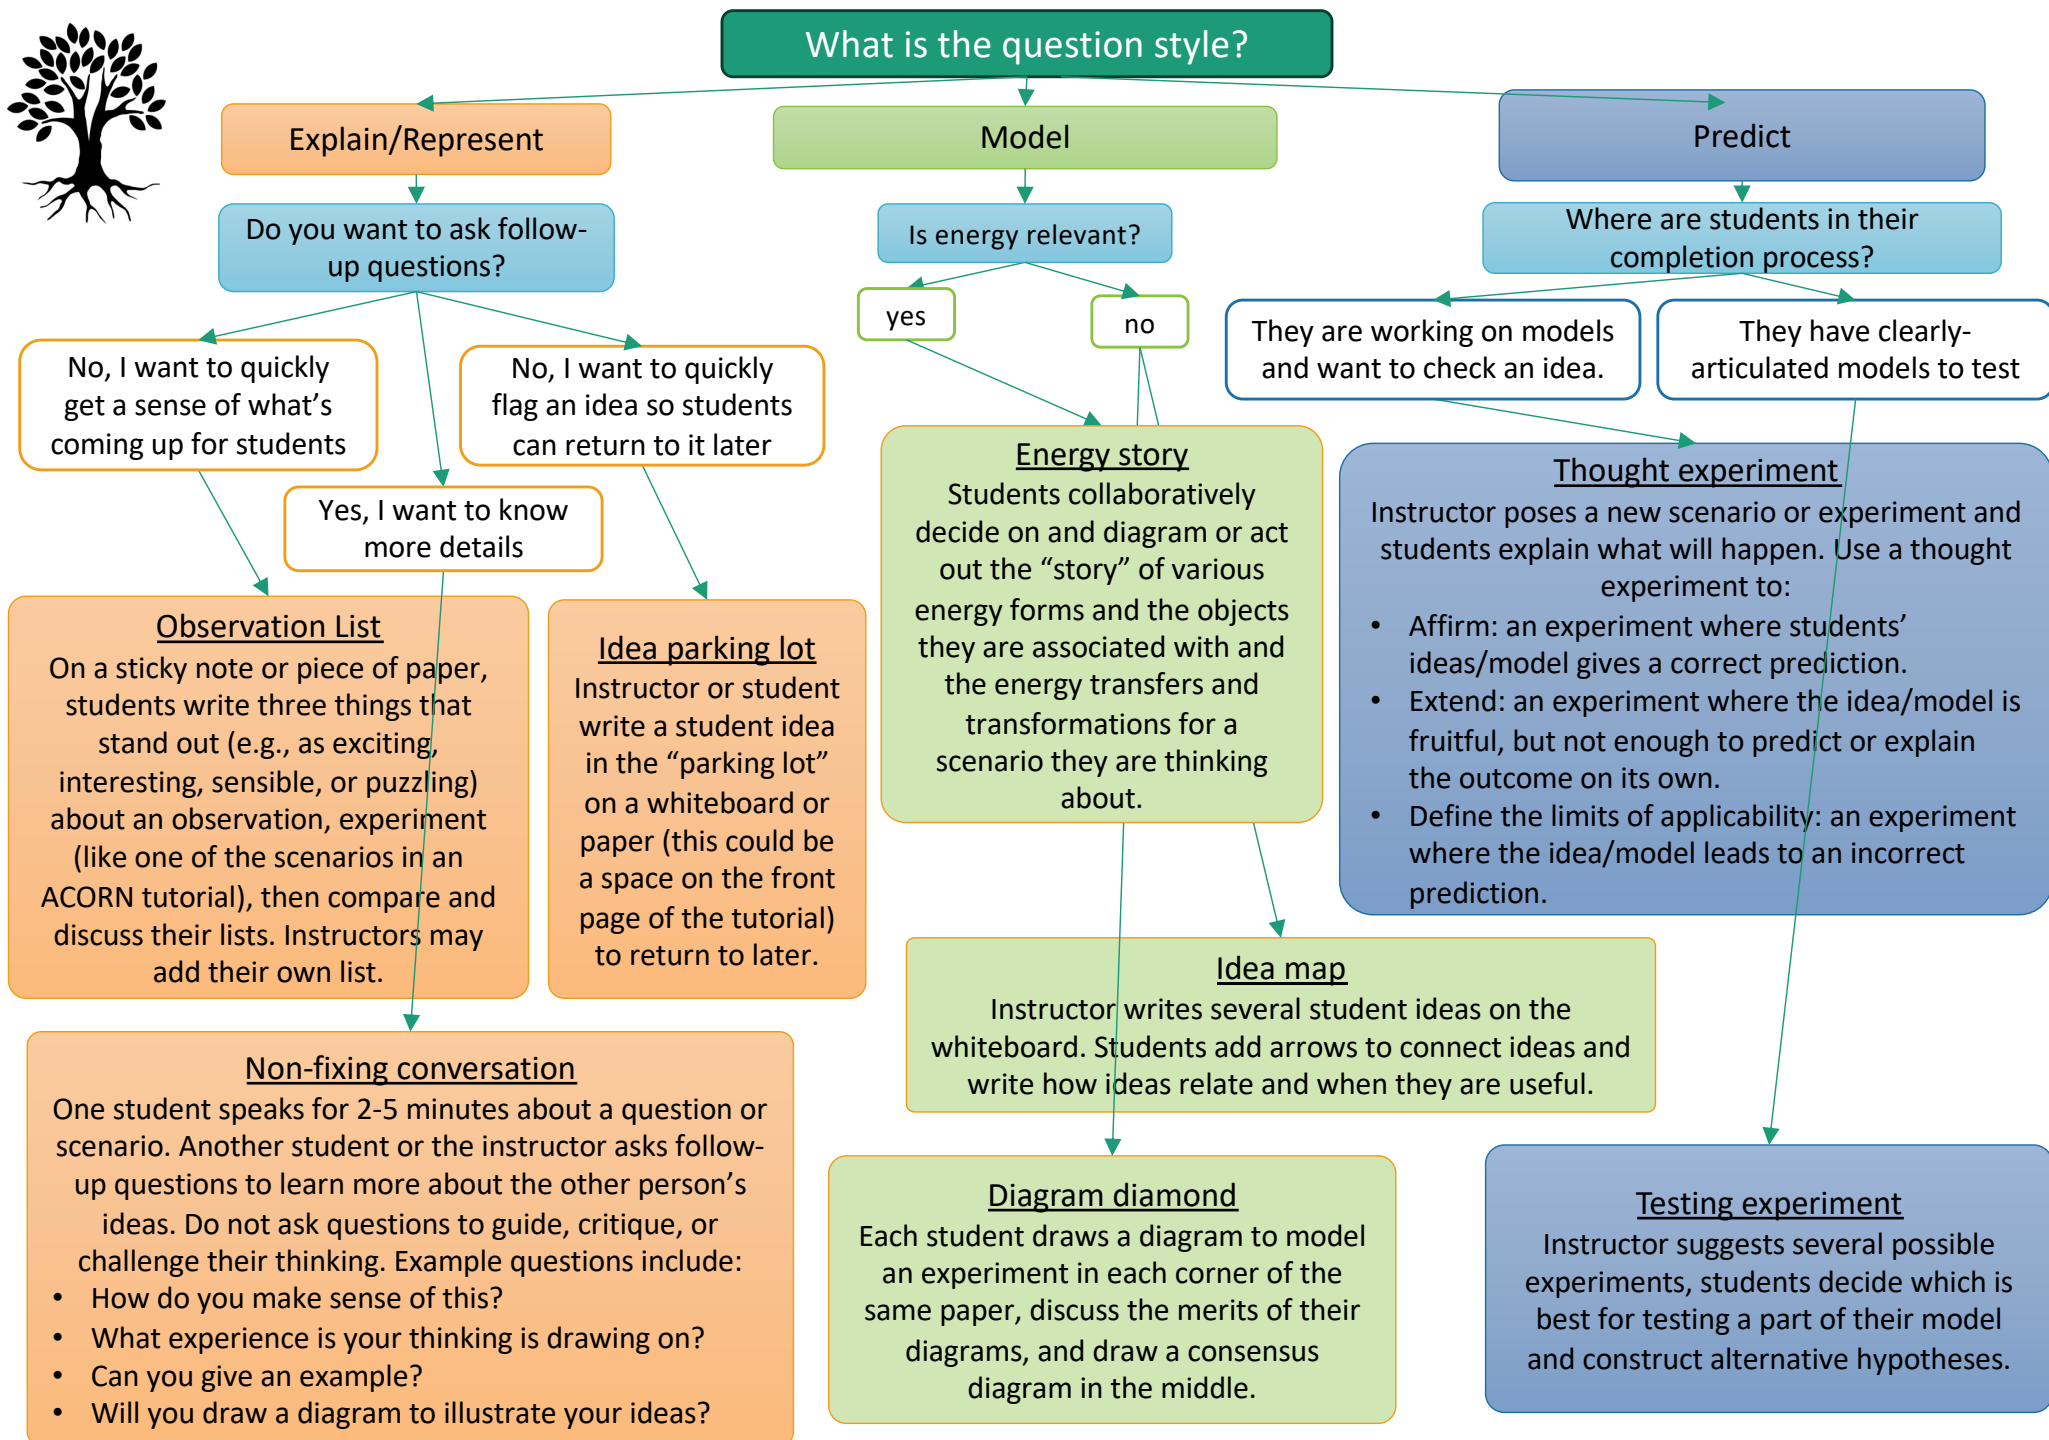 What is the question style?
Explain/Represent
Model
Predict
Do you want to ask follow-
up questions?
Is energy relevant?
Where are students in their
completion process?
yes
no
They are working on models
and want to check an idea.
They have clearly-
articulated models to test
No, I want to quickly
get a sense of what's
coming up for students
No, I want to quickly
flag an idea so students
can return to it later
Yes, I want to know
more details
Observation List
On a sticky note or piece of paper,
students write three things that
stand out (e.g., as exciting,
interesting, sensible, or puzzling)
about an observation, experiment
(like one of the scenarios in an
ACORN tutorial), then compare and
discuss their lists. Instructors may
add their own list.
Idea parking lot
Instructor or student
write a student idea
in the “parking lot”
on a whiteboard or
paper (this could be
a space on the front
page of the tutorial)
to return to later.
Energy story
Students collaboratively
decide on and diagram or act
out the “story” of various
energy forms and the objects
they are associated with and
the energy transfers and
transformations for a
scenario they are thinking
about.
Thought experiment
Instructor poses a new scenario or experiment and
students explain what will happen. Use a thought
experiment to:
• Affirm: an experiment where students’
ideas/model gives a correct prediction.
• Extend: an experiment where the idea/model is
fruitful, but not enough to predict or explain
the outcome on its own.
• Define the limits of applicability: an experiment
where the idea/model leads to an incorrect
prediction.
Idea map
Instructor writes several student ideas on the
whiteboard. Students add arrows to connect ideas and
write how ideas relate and when they are useful.
Non-fixing conversation
One student speaks for 2-5 minutes about a question or
scenario. Another student or the instructor asks follow-
up questions to learn more about the other person’s
ideas. Do not ask questions to guide, critique, or
challenge their thinking. Example questions include:
• How do you make sense of this?
• What experience is your thinking is drawing on?
• Can you give an example?
• Will you draw a diagram to illustrate your ideas?
Diagram diamond
Each student draws a diagram to model
an experiment in each corner of the
same paper, discuss the merits of their
diagrams, and draw a consensus
diagram in the middle.
Testing experiment
Instructor suggests several possible
experiments, students decide which is
best for testing a part of their model
and construct alternative hypotheses.